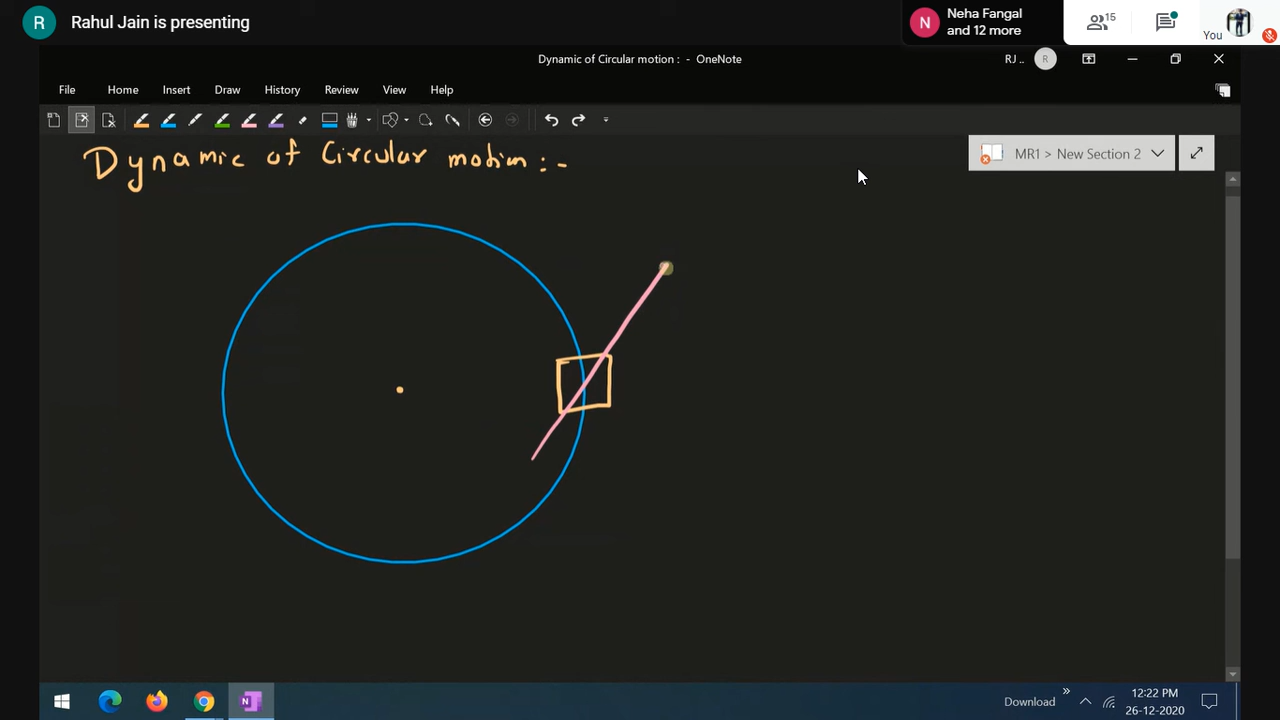 R Rahul Jain is presenting
N Neha Fangal and 12 more
15
You
Dynamic of Circular motion : - OneNote
RJ .. R
File Home Insert Draw History Review View Help
Dynamic of Circular motion :-
MR1 > New Section 2
N
Download
12:22 PM
26-12-2020